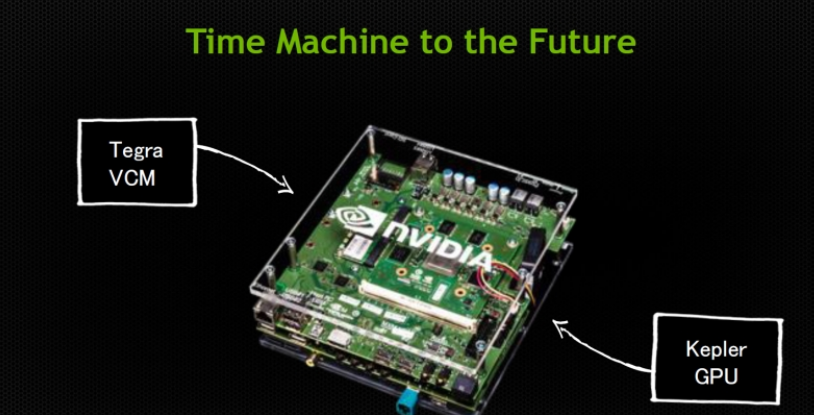 Time Machine to the Future
Tegra
VCM
NVIDIA
Kepler
GPU